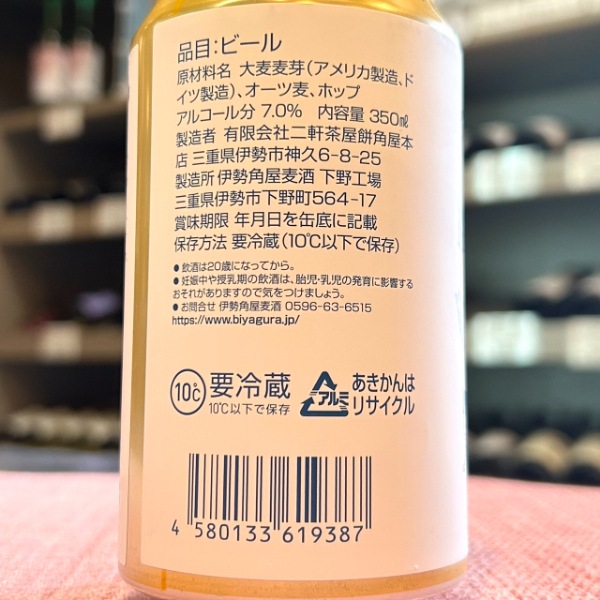 品目:ビール
原材料名 大麦麦芽(アメリカ製造、ド
イツ製造)、オーツ麦、ホップ
アルコール分 7.0% 内容量 350㎖
製造者 有限会社二軒茶屋餅角屋本
店 三重県伊勢市神久6-8-25
製造所 伊勢角屋麦酒 下野工場
三重県伊勢市下野町564-17
賞味期限 年月日を缶底に記載
保存方法 要冷蔵(10℃以下で保存)
●飲酒は20歳になってから。
●妊娠中や授乳期の飲酒は、胎児・乳児の発育に影響する
おそれがありますので気をつけましょう。
●お問合せ 伊勢角屋麦酒 0596-63-6515
https://www.biyagura.jp/
10℃ 要冷蔵
10℃以下で保存
アルミ
あきかんは
リサイクル
4 580133 619387